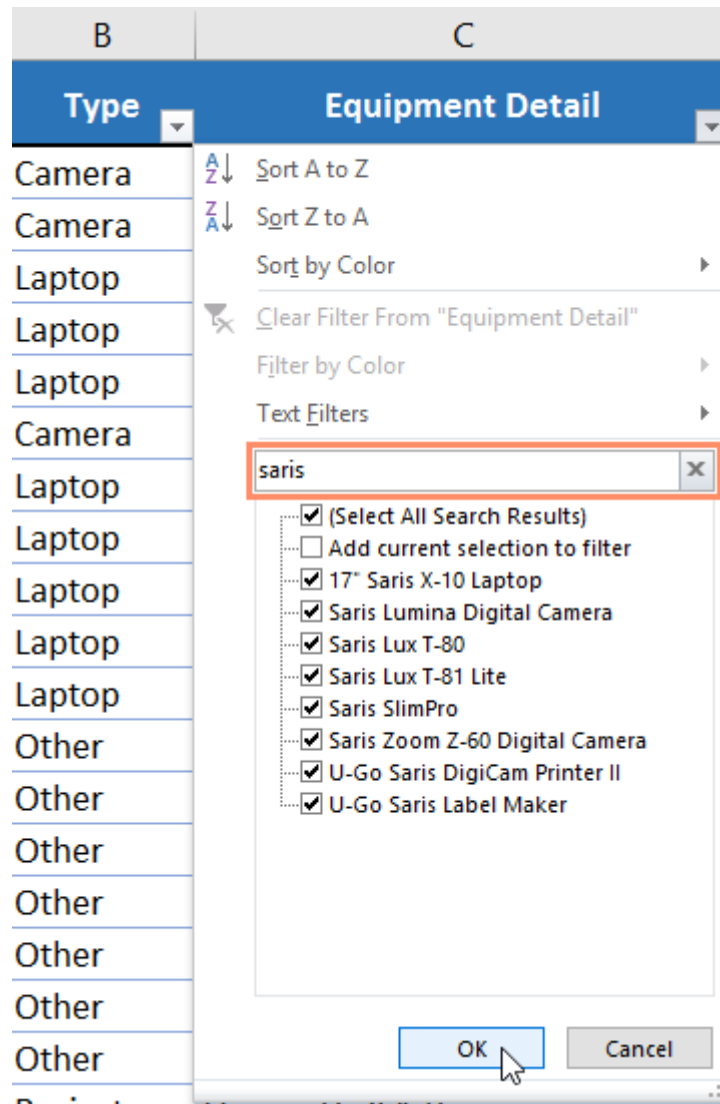 B C
Type Equipment Detail
Camera
Camera
Laptop
Laptop
Laptop
Camera
Laptop
Laptop
Laptop
Laptop
Laptop
Other
Other
Other
Other
Other
Other
Other
Sort A to Z
Sort Z to A
Sort by Color
Clear Filter From "Equipment Detail"
Filter by Color
Text Filters
saris
(Select All Search Results)
Add current selection to filter
17" Saris X-10 Laptop
Saris Lumina Digital Camera
Saris Lux T-80
Saris Lux T-81 Lite
Saris SlimPro
Saris Zoom Z-60 Digital Camera
U-Go Saris DigiCam Printer II
U-Go Saris Label Maker
OK Cancel